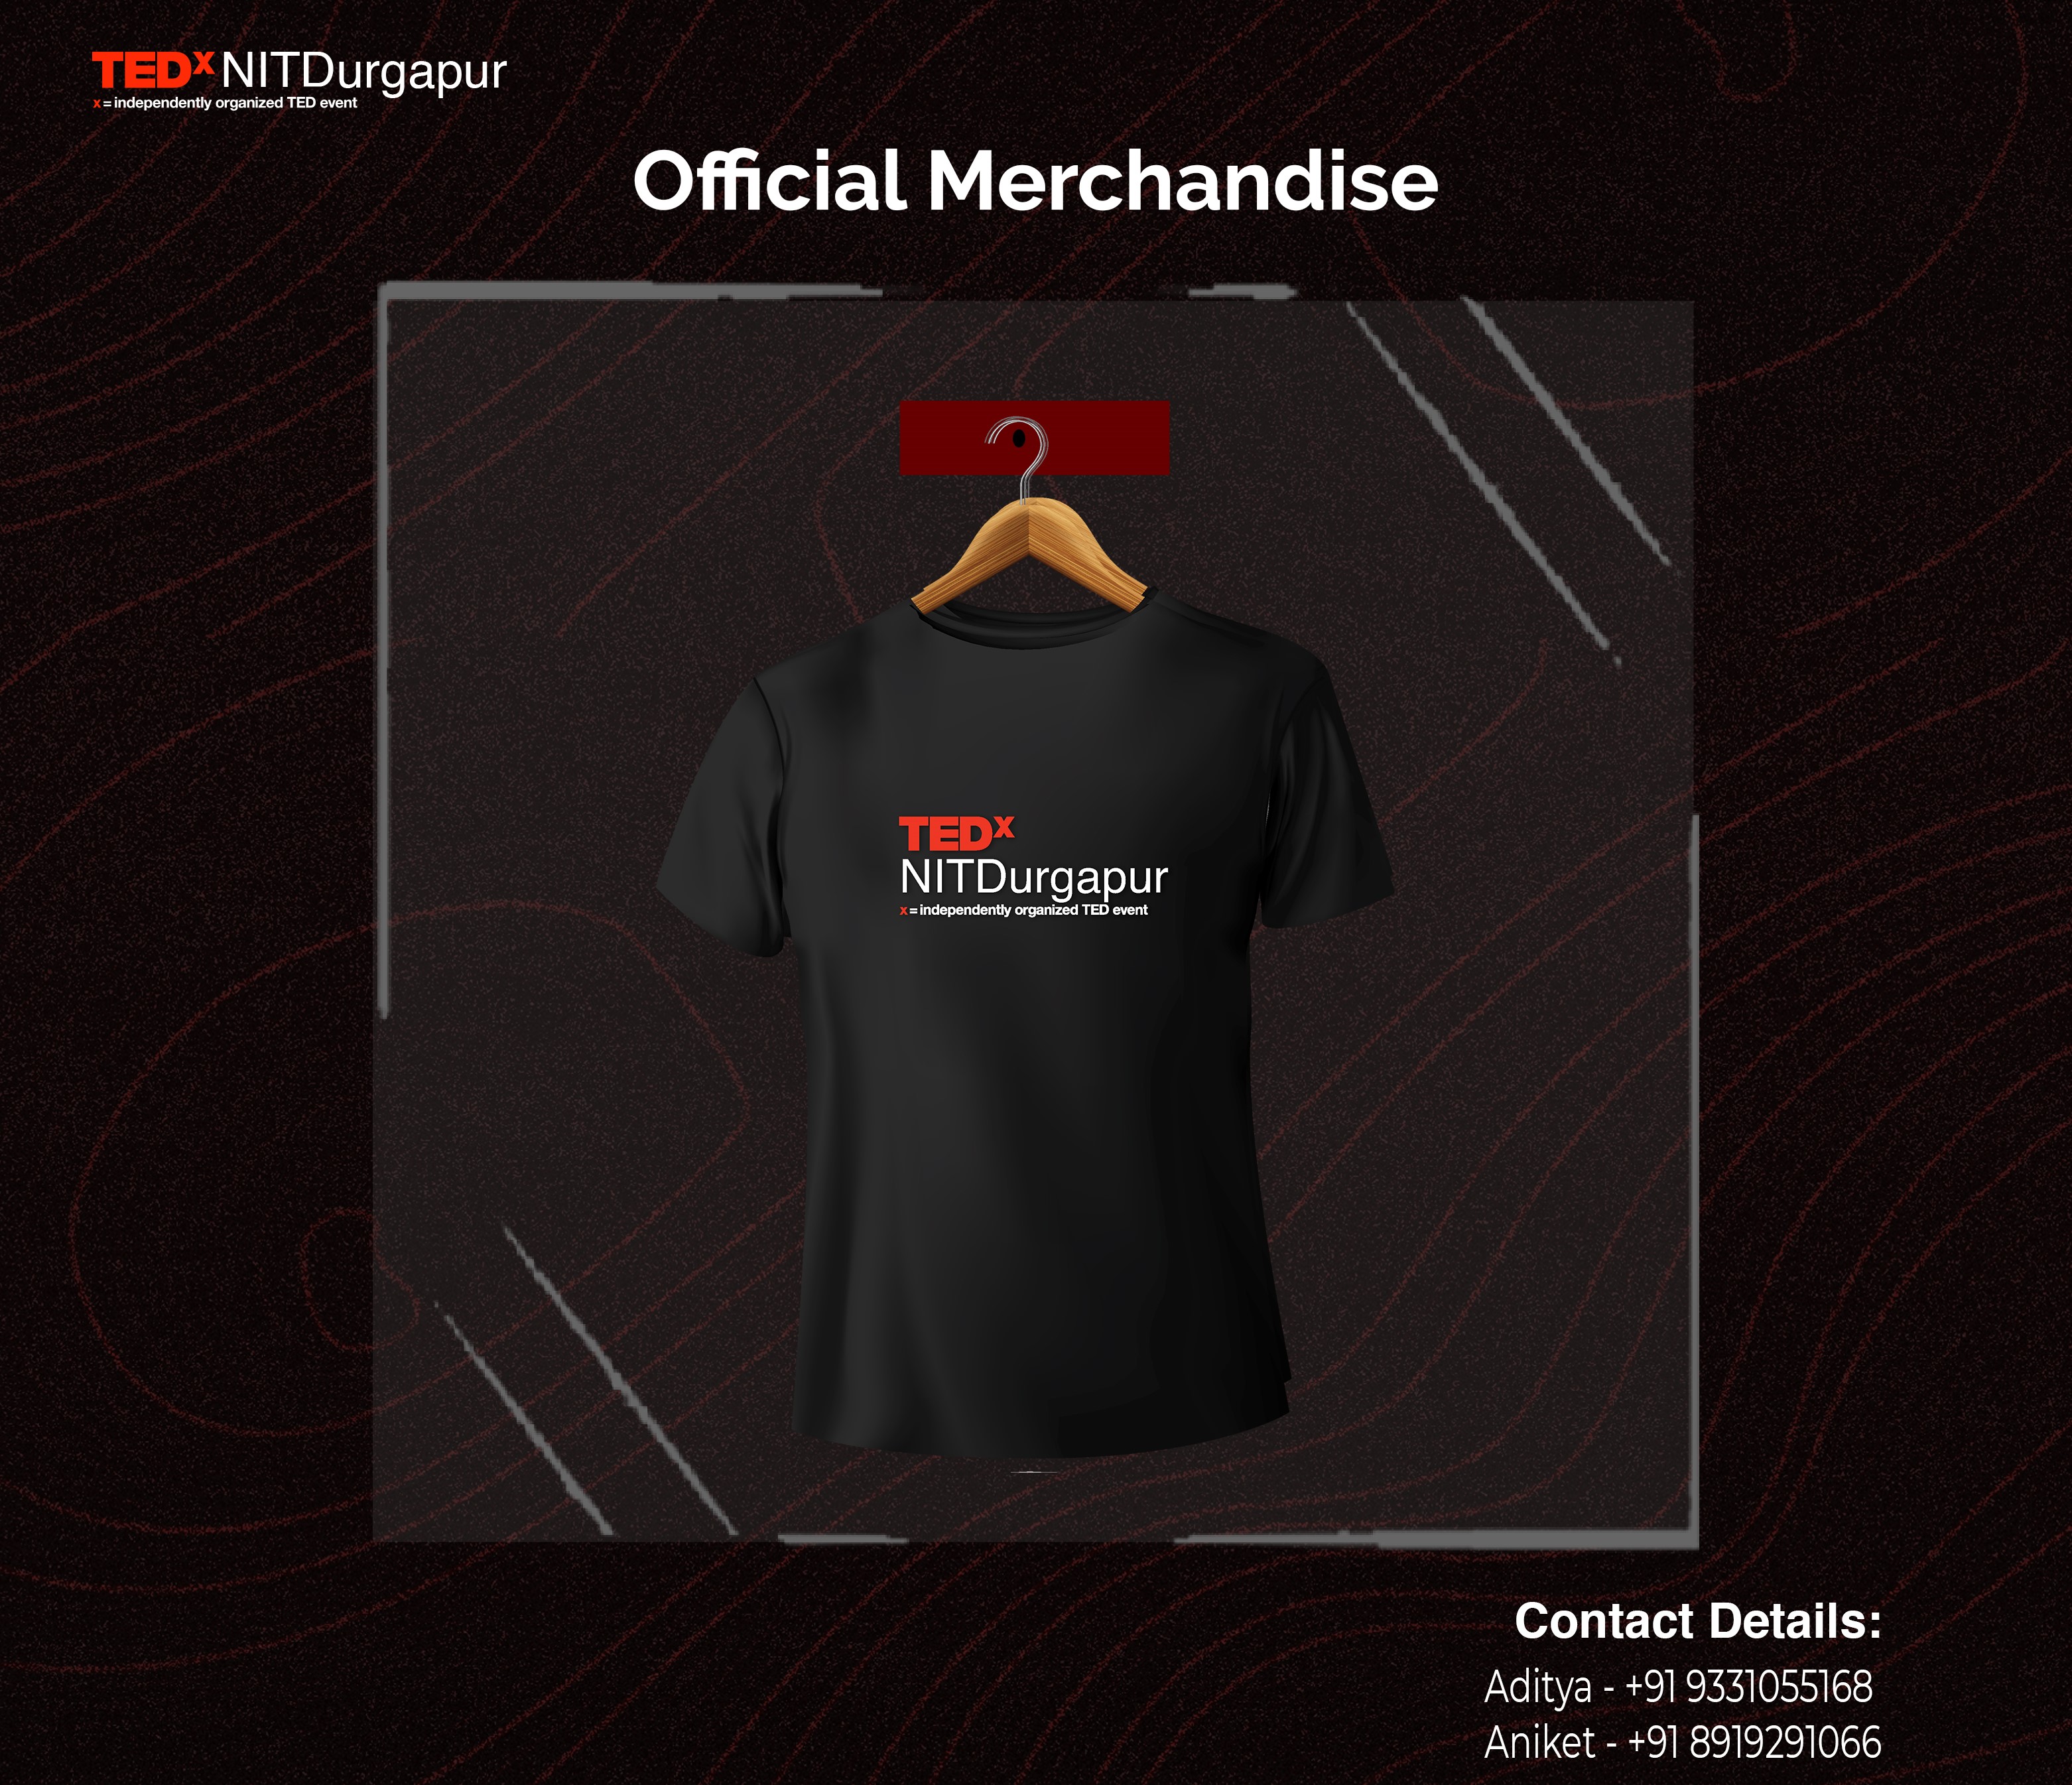 TEDx NITDurgapur
x = independently organized TED event
Official Merchandise
TEDx
NITDurgapur
x = independently organized TED event
Contact Details:
Aditya - +91 9331055168
Aniket - +91 8919291066